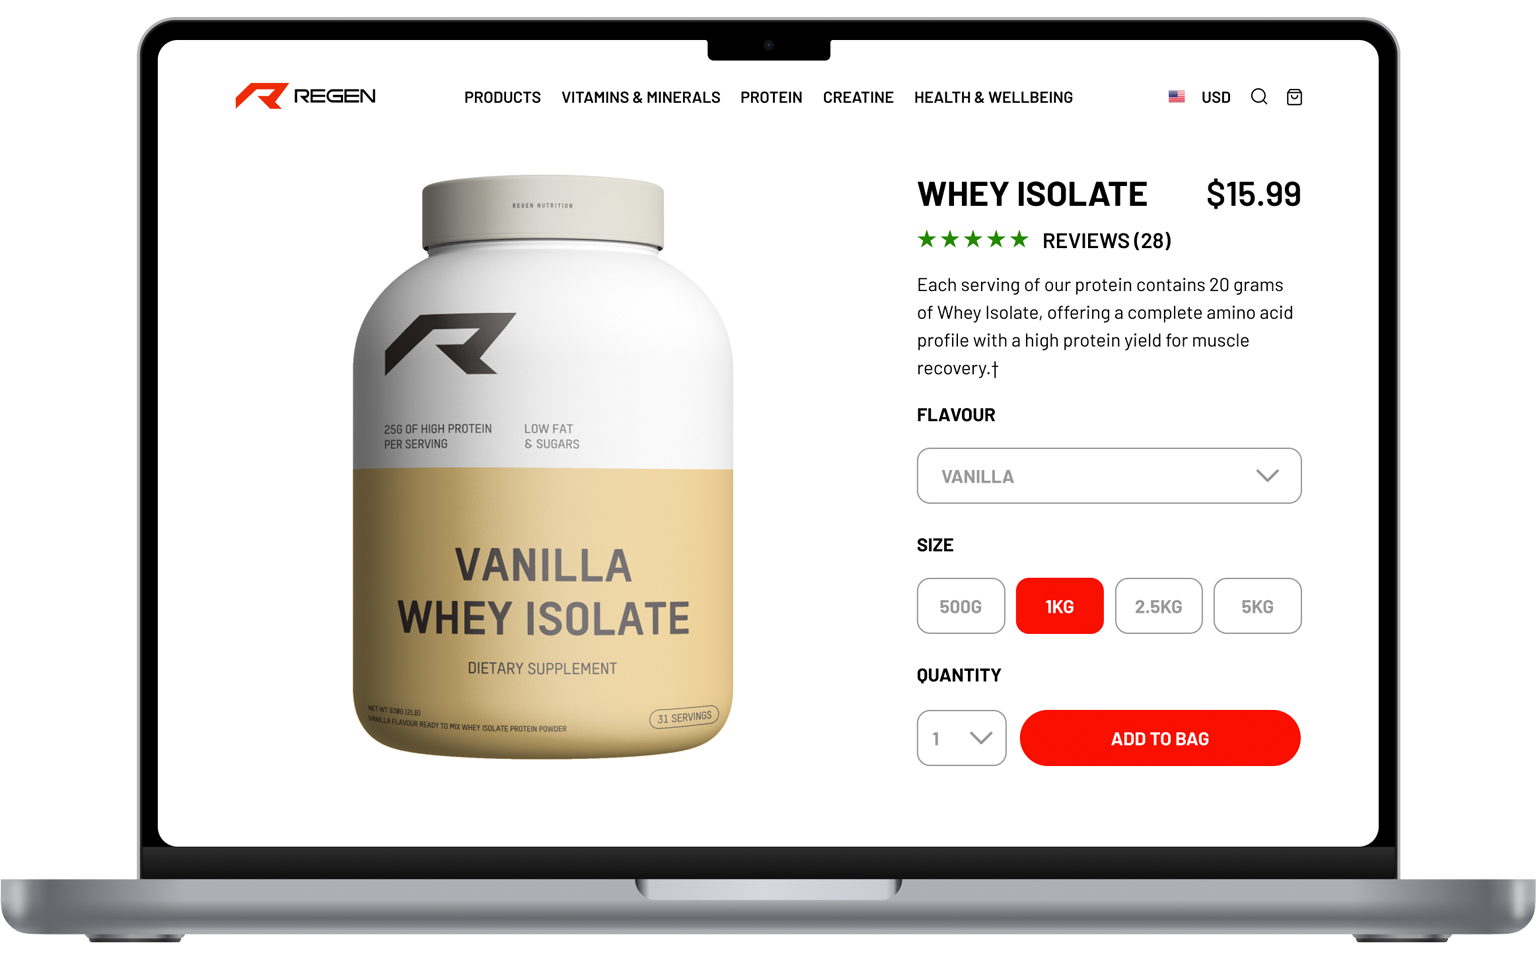 REGEN
PRODUCTS VITAMINS & MINERALS PROTEIN CREATINE HEALTH & WELLBEING
USD
REGEN NUTRITION
25G OF HIGH PROTEIN
PER SERVING
LOW FAT
& SUGARS
VANILLA
WHEY ISOLATE
DIETARY SUPPLEMENT
NET WT 930G (2LB)
VANILLA FLAVOUR READY TO MIX WHEY ISOLATE PROTEIN POWDER
31 SERVINGS
WHEY ISOLATE $15.99
REVIEWS (28)
Each serving of our protein contains 20 grams
of Whey Isolate, offering a complete amino acid
profile with a high protein yield for muscle
recovery.†
FLAVOUR
VANILLA
SIZE
500G 1KG 2.5KG 5KG
QUANTITY
1 ADD TO BAG